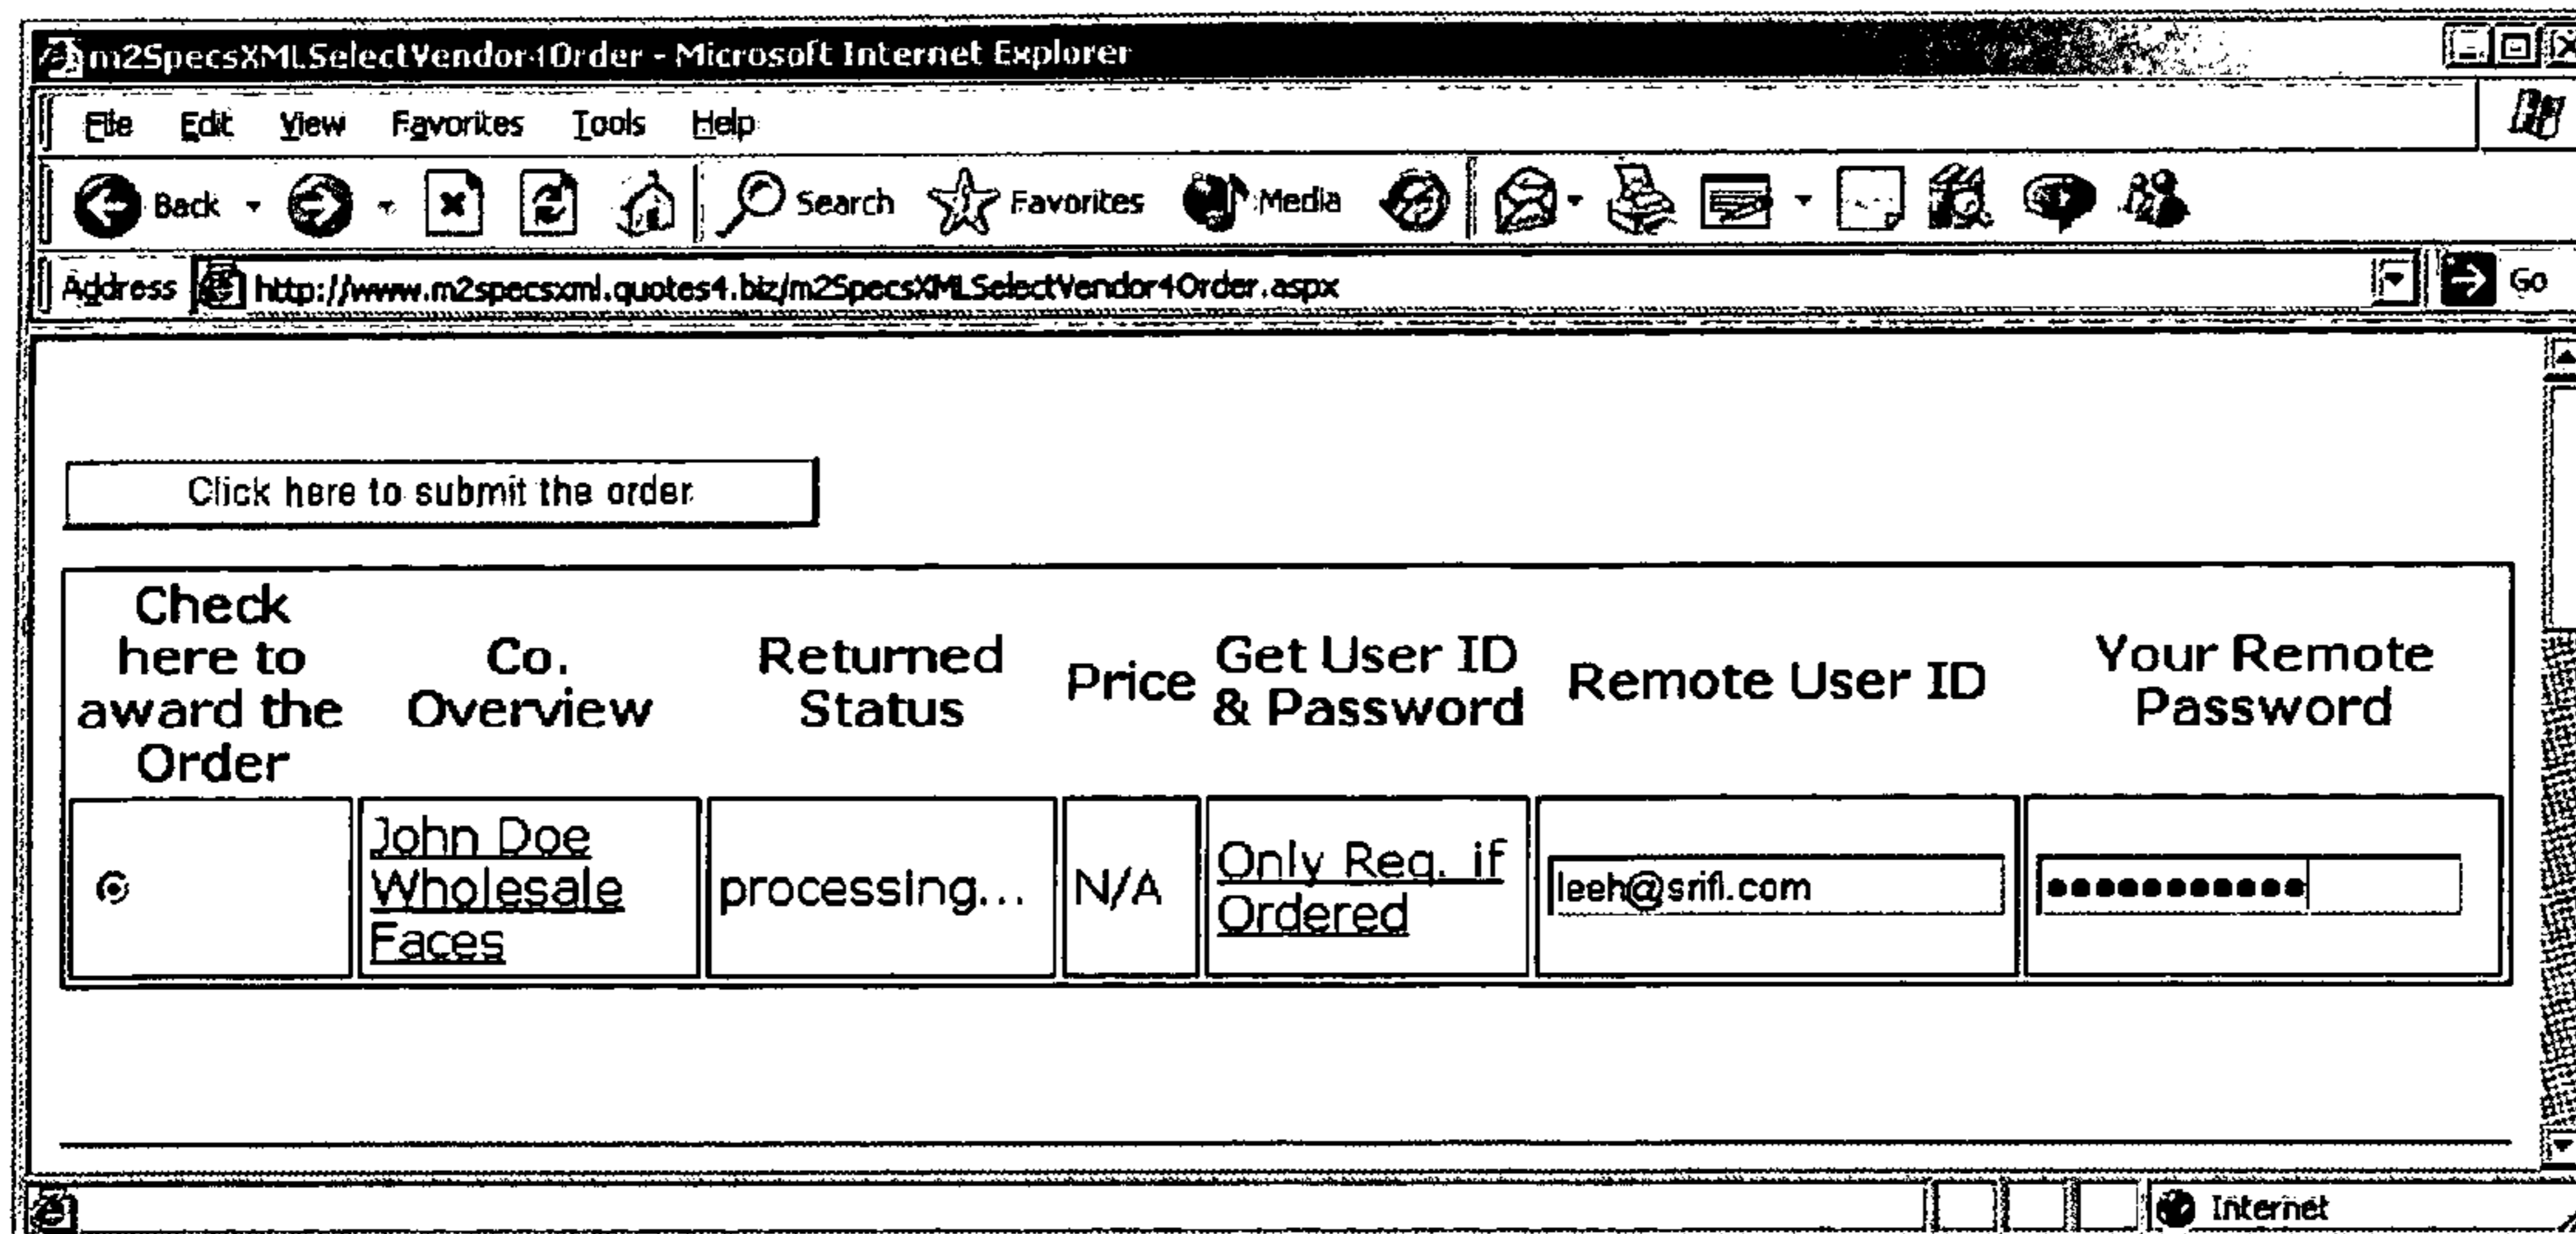 m2SpecsXMLSelectVendor4Order - Microsoft Internet Explorer
File Edit View Favorites Tools Help
Back Search Favorites Media
Address http://www.m2specsxml.quotes4.biz/m2SpecsXMLSelectVendor4Order.aspx Go
Click here to submit the order
Check
here to
award the
Order
Co.
Overview
Returned
Status
Price
Get User ID
& Password
Remote User ID
Your Remote
Password
John Doe
Wholesale
Faces
processing...
N/A
Only Req. if
Ordered
leeh@srifl.com
●●●●●●●●●●●
Internet